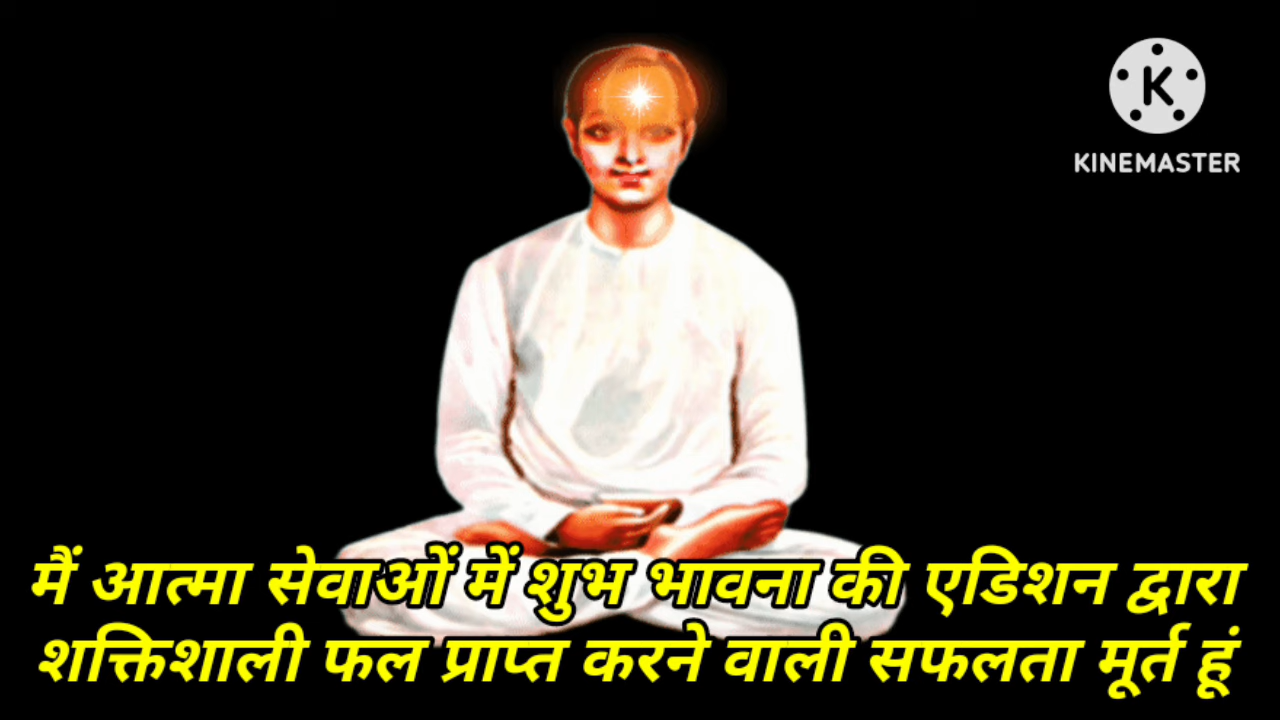 KINEMASTER
मैं आत्मा सेवाओं में शुभ भावना की एडिशन द्वारा
शक्तिशाली फल प्राप्त करने वाली सफलता मूर्त हूं